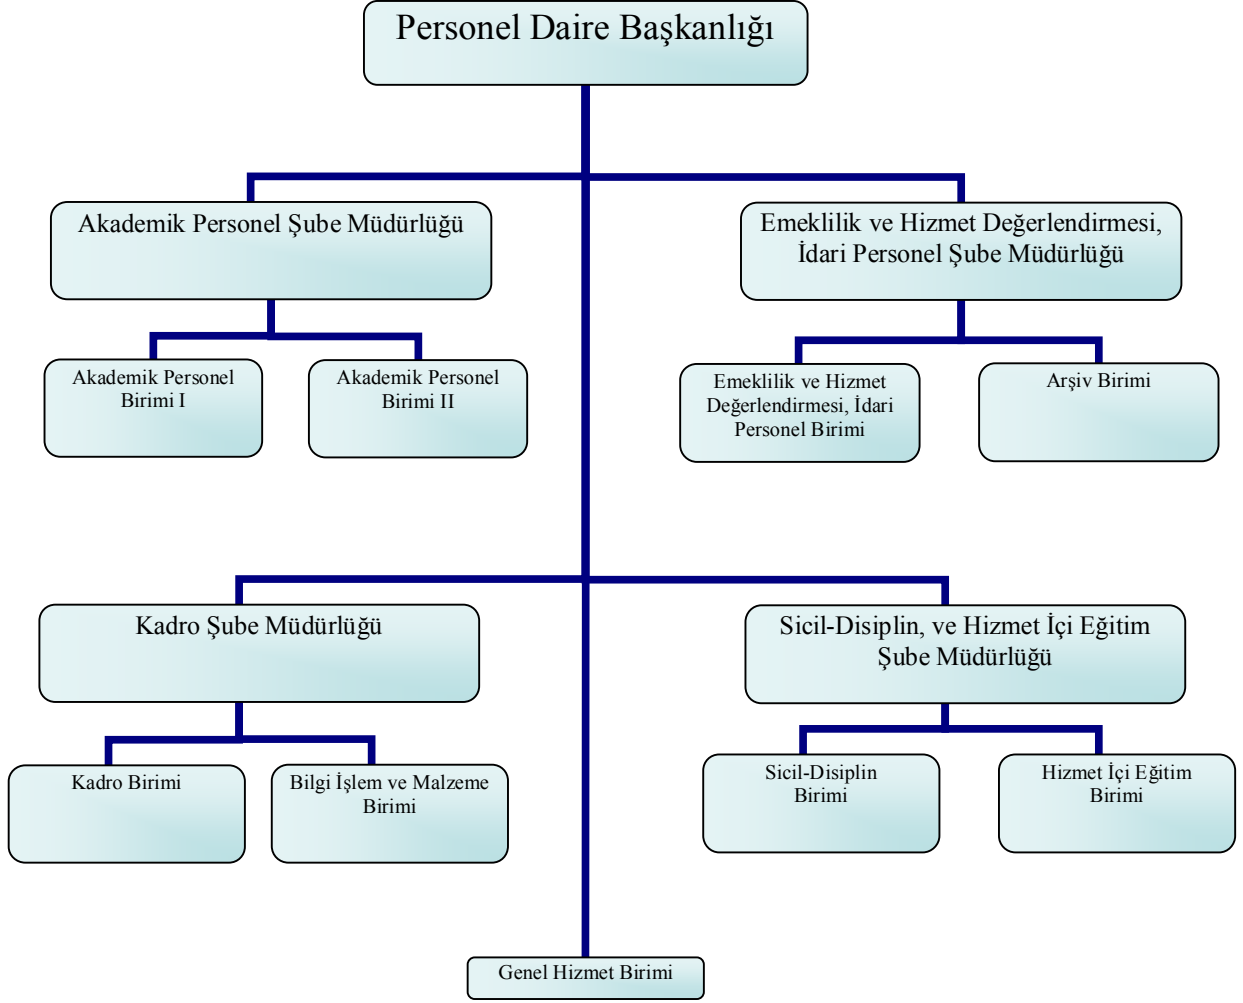 Personel Daire Başkanlığı
Akademik Personel Şube Müdürlüğü
Emeklilik ve Hizmet Değerlendirmesi,
İdari Personel Şube Müdürlüğü
Akademik Personel
Birimi I
Akademik Personel
Birimi II
Emeklilik ve Hizmet
Değerlendirmesi, İdari
Personel Birimi
Arşiv Birimi
Kadro Şube Müdürlüğü
Sicil-Disiplin, ve Hizmet İçi Eğitim
Şube Müdürlüğü
Kadro Birimi
Bilgi İşlem ve Malzeme
Birimi
Sicil-Disiplin
Birimi
Hizmet İçi Eğitim
Birimi
Genel Hizmet Birimi